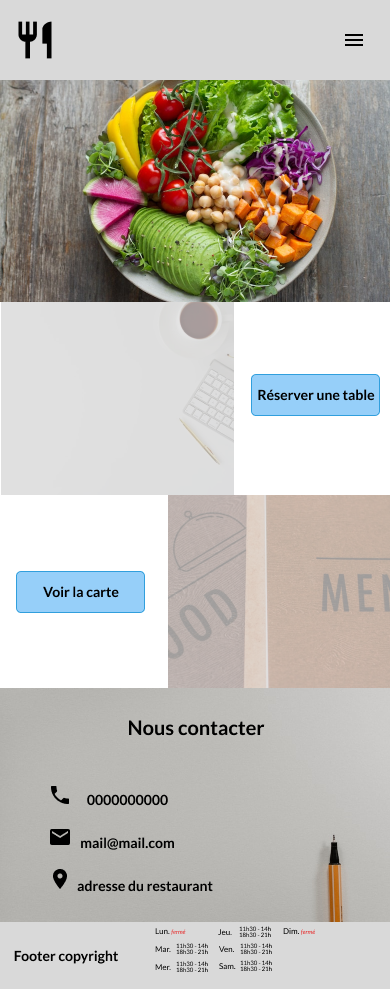 Réserver une table
Voir la carte
OOD
MEN
Nous contacter
0000000000
mail@mail.com
adresse du restaurant
Footer copyright
Lun. fermé
Mar. 11h30 - 14h
18h30 - 21h
Mer. 11h30 - 14h
18h30 - 21h
Jeu. 11h30 - 14h
18h30 - 21h
Ven. 11h30 - 14h
18h30 - 21h
Sam. 11h30 - 14h
18h30 - 21h
Dim. fermé